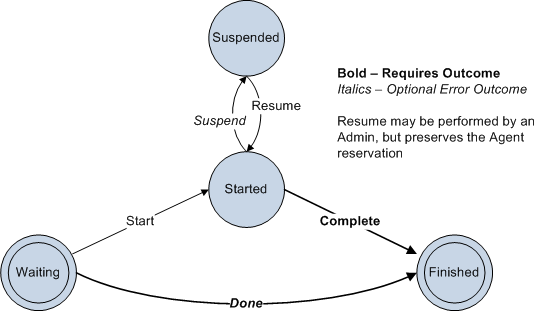 Suspended
Bold – Requires Outcome
Italics – Optional Error Outcome
Resume
Suspend
Resume may be performed by an
Admin, but preserves the Agent
reservation
Started
Start
Complete
Waiting
Finished
Done